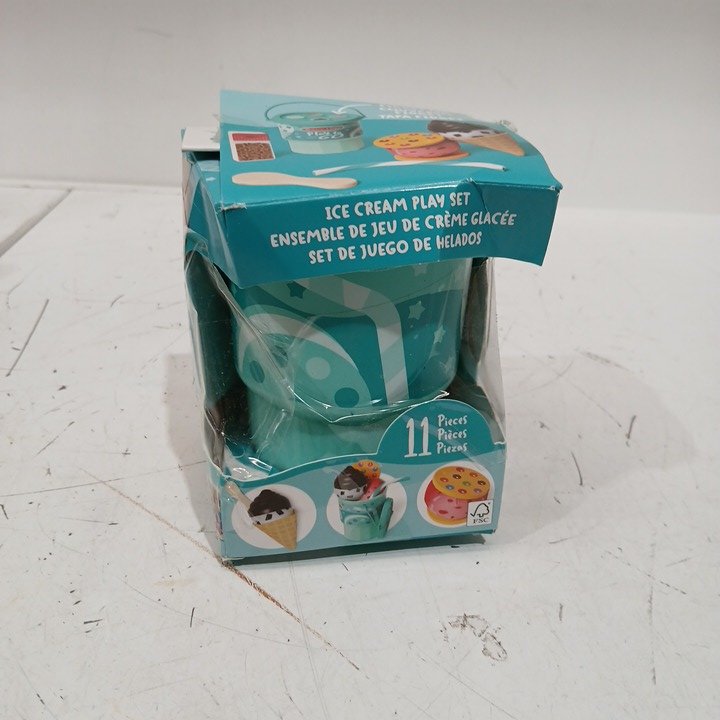 ICE CREAM PLAY SET
ENSEMBLE DE JEU DE CRÈME GLACÉE
SET DE JUEGO DE HELADOS
11 Pieces
Pièces
Piezas
FSC